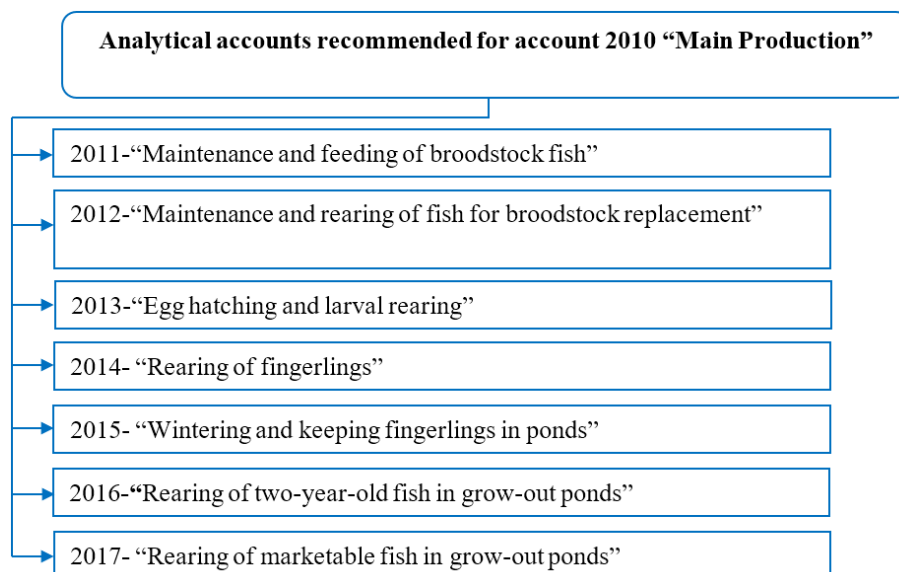 Analytical accounts recommended for account 2010 “Main Production”
2011-“Maintenance and feeding of broodstock fish”
2012-“Maintenance and rearing of fish for broodstock replacement”
2013-“Egg hatching and larval rearing”
2014- “Rearing of fingerlings”
2015- “Wintering and keeping fingerlings in ponds”
2016-“Rearing of two-year-old fish in grow-out ponds”
2017- “Rearing of marketable fish in grow-out ponds”